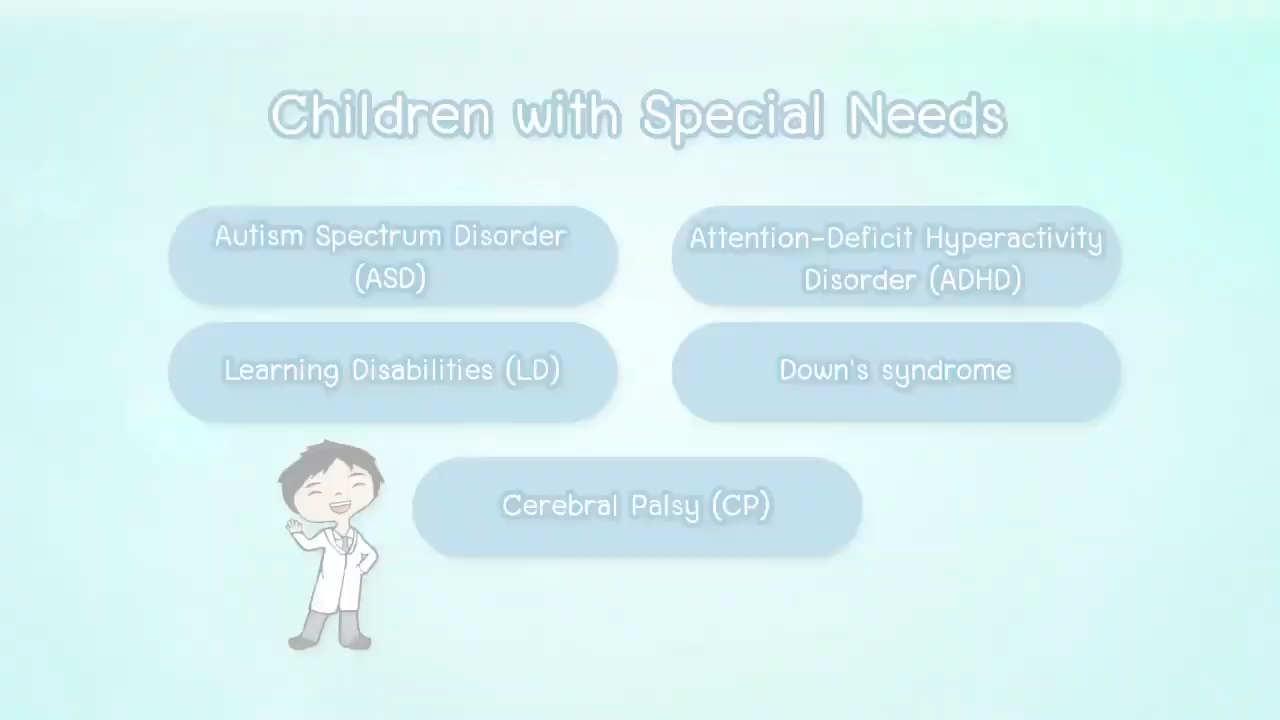 Children with Special Needs
Autism Spectrum Disorder
(ASD)
Attention-Deficit Hyperactivity
Disorder (ADHD)
Learning Disabilities (LD)
Down's syndrome
Cerebral Palsy (CP)